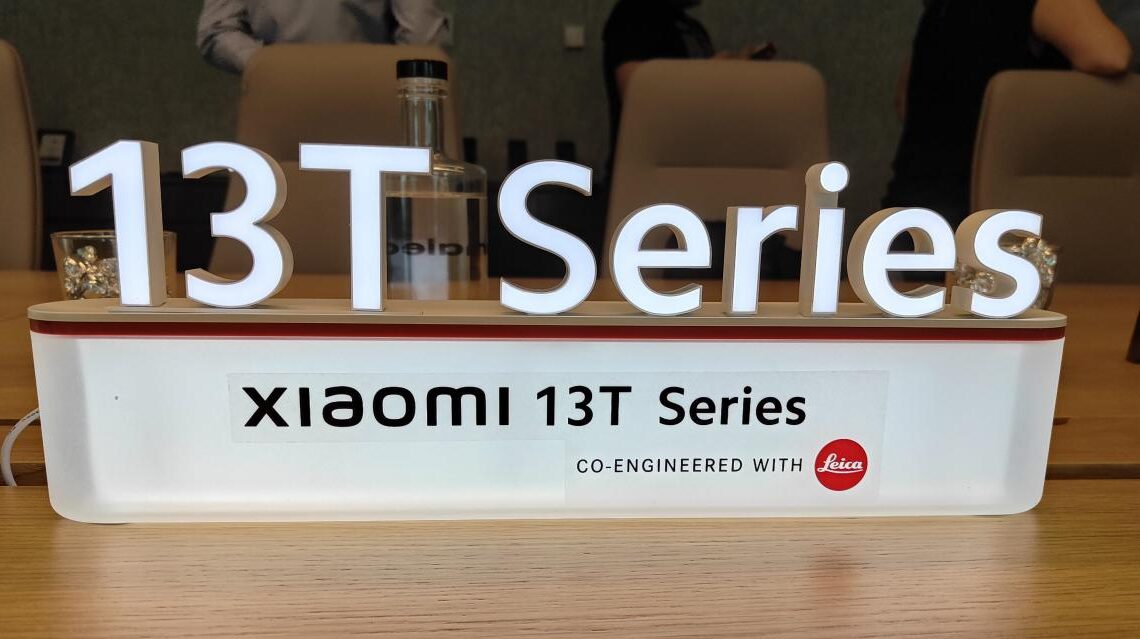 13T Series
xiaomi 13T Series
CO-ENGINEERED WITH Leica